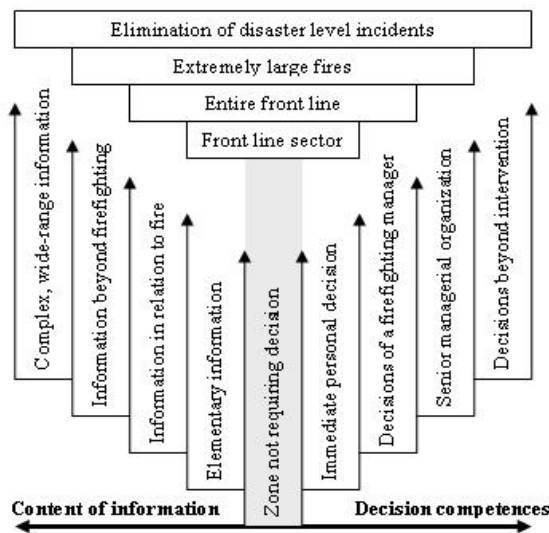 Elimination of disaster level incidents
Extremely large fires
Entire front line
Front line sector
Complex, wide-range information
Information beyond firefighting
Information in relation to fire
Elementary information
Zone not requiring decision
Immediate personal decision
Decisions of a firefighting manager
Senior managerial organization
Decisions beyond intervention
Content of information
Decision competences